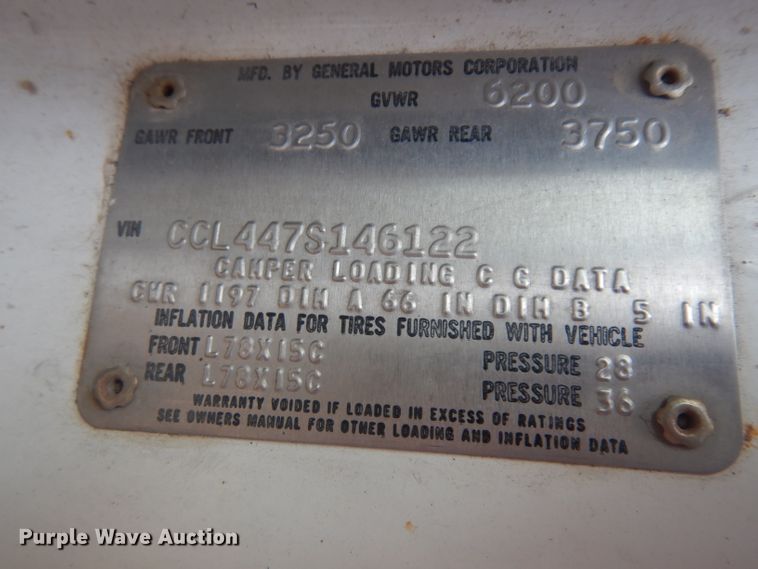 MFD. BY GENERAL MOTORS CORPORATION
GVWR 6200
GAWR FRONT 3250 GAWR REAR 3750
VIN CCL447S146122
CAMPER LOADING C G DATA
CWR 1197 DIM A 66 IN DIM B 5 IN
INFLATION DATA FOR TIRES FURNISHED WITH VEHICLE
FRONT L78X15C PRESSURE 28
REAR L78X15C PRESSURE 36
WARRANTY VOIDED IF LOADED IN EXCESS OF RATINGS
SEE OWNERS MANUAL FOR OTHER LOADING AND INFLATION DATA
Purple Wave Auction